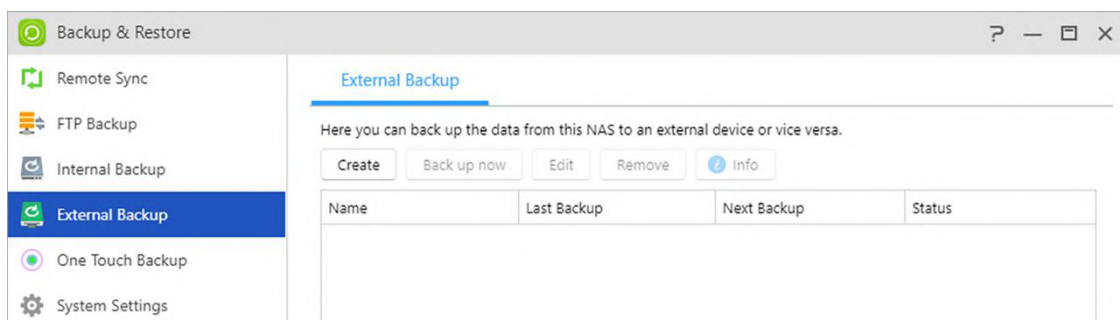 Backup & Restore
Remote Sync
FTP Backup
Internal Backup
External Backup
One Touch Backup
System Settings
External Backup
Here you can back up the data from this NAS to an external device or vice versa.
Create Back up now Edit Remove Info
Name Last Backup Next Backup Status